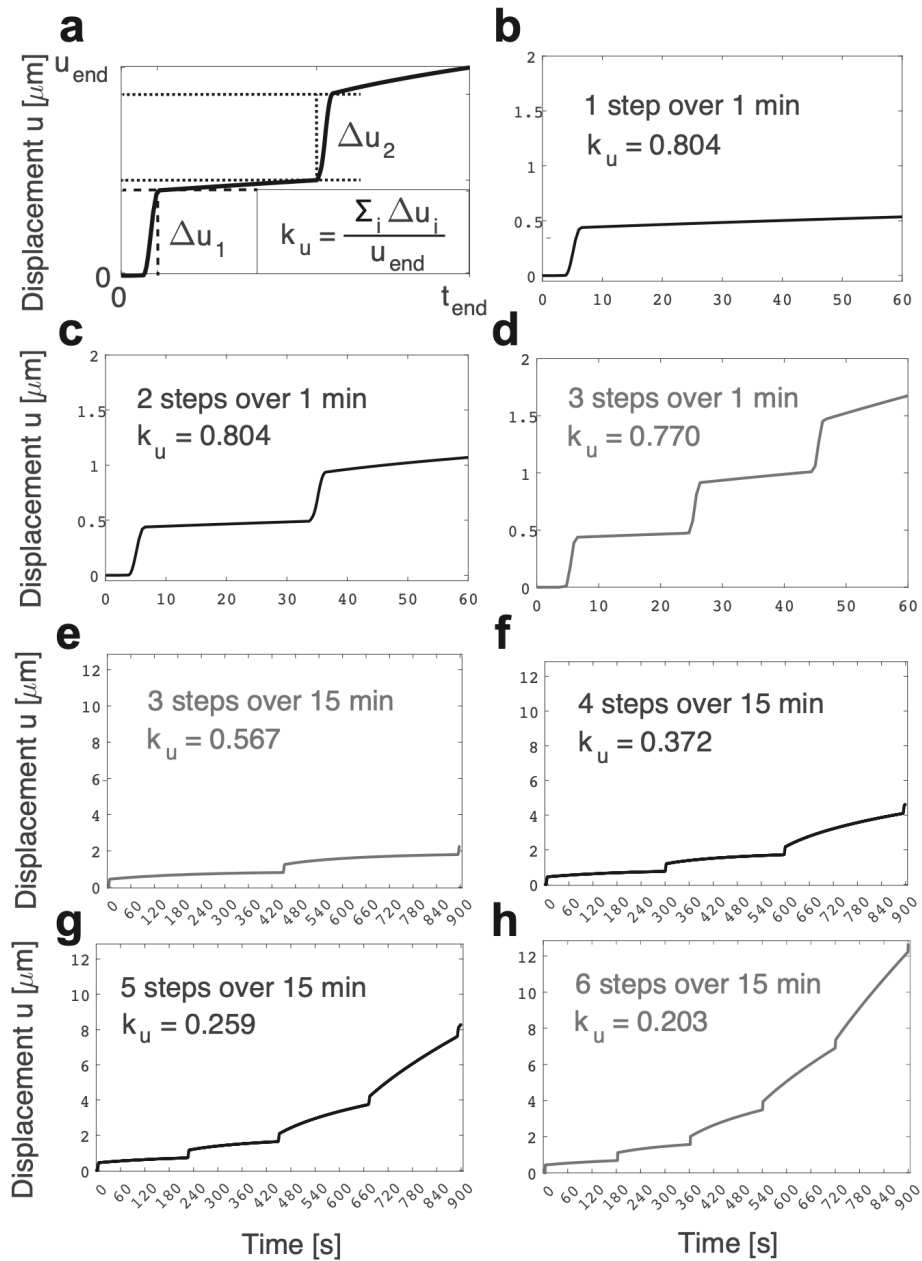 a
u_end
Displacement u [μm]
Δu_2
Δu_1
k_u = Σ_i Δu_i / u_end
0
0
t_end
b
2
1.5
1
0.5
0
1 step over 1 min
k_u = 0.804
0 10 20 30 40 50 60
c
Displacement u [μm]
2
1.5
1
0.5
0
2 steps over 1 min
k_u = 0.804
0 10 20 30 40 50 60
d
2
1.5
1
0.5
0
3 steps over 1 min
k_u = 0.770
0 10 20 30 40 50 60
e
Displacement u [μm]
12
10
8
6
4
2
0
3 steps over 15 min
k_u = 0.567
0 60 120 180 240 300 360 420 480 540 600 660 720 780 840 900
f
12
10
8
6
4
2
0
4 steps over 15 min
k_u = 0.372
0 60 120 180 240 300 360 420 480 540 600 660 720 780 840 900
g
Displacement u [μm]
12
10
8
6
4
2
0
5 steps over 15 min
k_u = 0.259
0 60 120 180 240 300 360 420 480 540 600 660 720 780 840 900
Time [s]
h
12
10
8
6
4
2
0
6 steps over 15 min
k_u = 0.203
0 60 120 180 240 300 360 420 480 540 600 660 720 780 840 900
Time [s]